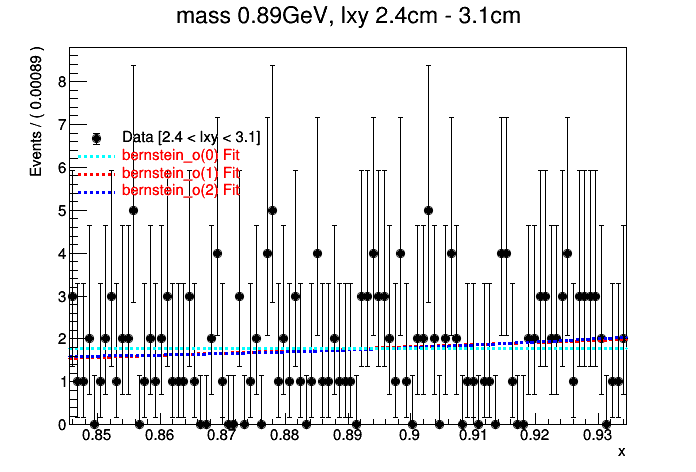 mass 0.89GeV, lxy 2.4cm - 3.1cm
Events / ( 0.00089 )
8
7
6
5
4
3
2
1
0
Data [2.4 < lxy < 3.1]
bernstein_o(0) Fit
bernstein_o(1) Fit
bernstein_o(2) Fit
0.85 0.86 0.87 0.88 0.89 0.9 0.91 0.92 0.93
x